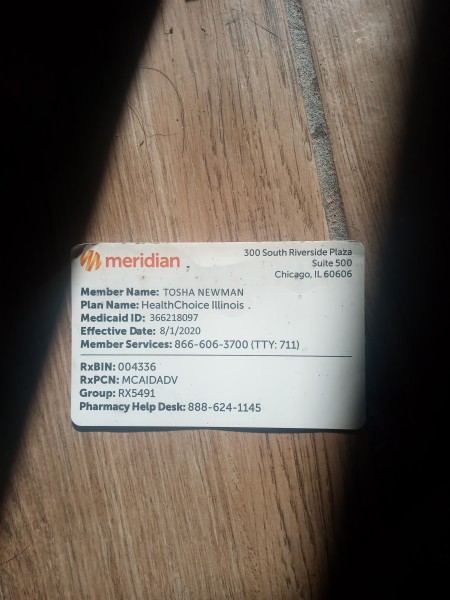 meridian
300 South Riverside Plaza
Suite 500
Chicago, IL 60606
Member Name: TOSHA NEWMAN
Plan Name: HealthChoice Illinois
Medicaid ID: 366218097
Effective Date: 8/1/2020
Member Services: 866-606-3700 (TTY: 711)
RxBIN: 004336
RxPCN: MCAIDADV
Group: RX5491
Pharmacy Help Desk: 888-624-1145